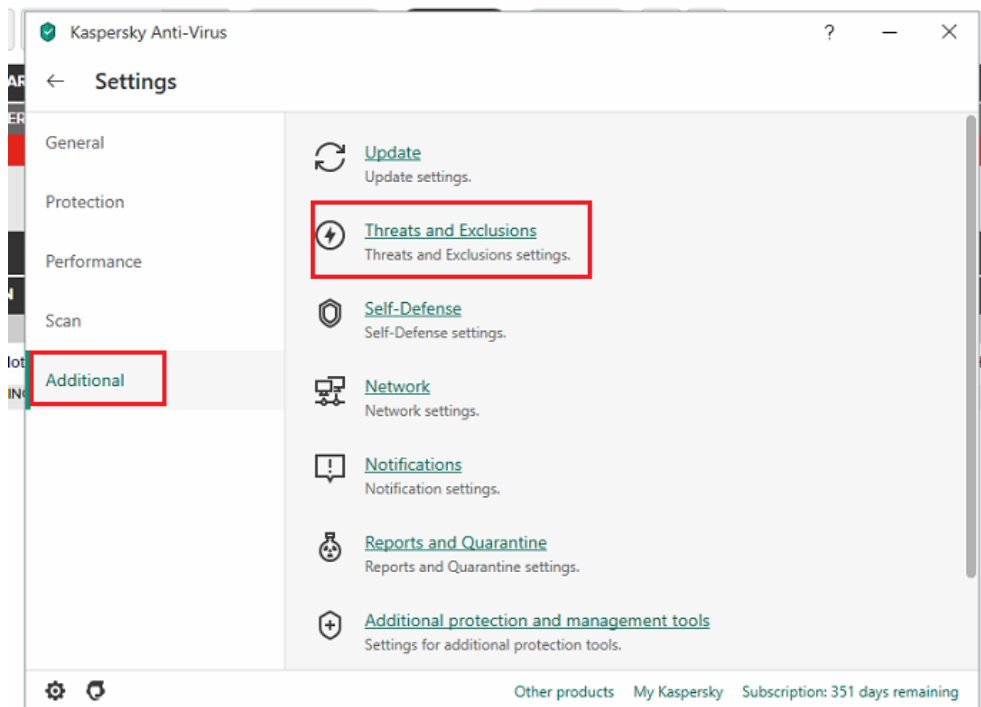 Kaspersky Anti-Virus
?
Settings
General
Protection
Performance
Scan
Additional
Update
Update settings.
Threats and Exclusions
Threats and Exclusions settings.
Self-Defense
Self-Defense settings.
Network
Network settings.
Notifications
Notification settings.
Reports and Quarantine
Reports and Quarantine settings.
Additional protection and management tools
Settings for additional protection tools.
Other products My Kaspersky Subscription: 351 days remaining